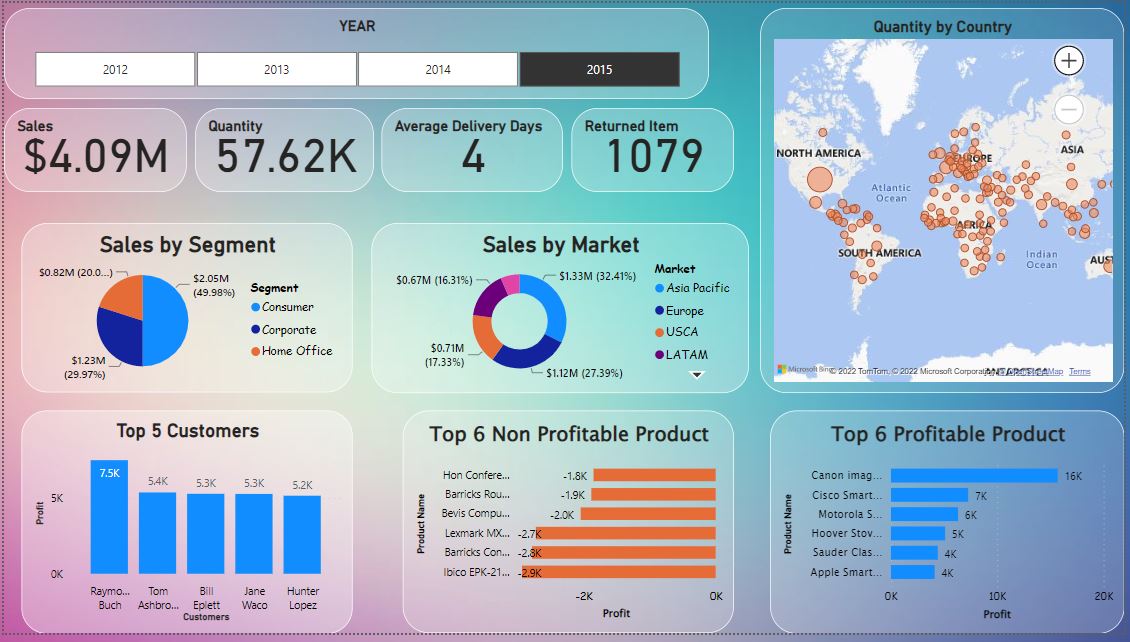 YEAR
2012
2013
2014
2015
Sales
$4.09M
Quantity
57.62K
Average Delivery Days
4
Returned Item
1079
Quantity by Country
NORTH AMERICA
EUROPE
ASIA
Atlantic
Ocean
AFRICA
SOUTH AMERICA
Indian
Ocean
AUST
Microsoft Bing
© 2022 TomTom, © 2022 Microsoft Corporation, © OpenStreetMap Terms
ANTARCTICA
Sales by Segment
$0.82M (20.0...)
$2.05M
(49.98%)
$1.23M
(29.97%)
Segment
Consumer
Corporate
Home Office
Sales by Market
$0.67M (16.31%)
$1.33M (32.41%)
$0.71M
(17.33%)
$1.12M (27.39%)
Market
Asia Pacific
Europe
USCA
LATAM
Top 5 Customers
Profit
5K
0K
7.5K
5.4K
5.3K
5.3K
5.2K
Raymo...
Buch
Tom
Ashbro...
Bill
Eplett
Jane
Waco
Hunter
Lopez
Customers
Top 6 Non Profitable Product
Product Name
Hon Confere... -1.8K
Barricks Rou... -1.9K
Bevis Compu... -2.0K
Lexmark MX... -2.7K
Barricks Con... -2.8K
Ibico EPK-21... -2.9K
-2K 0K
Profit
Top 6 Profitable Product
Product Name
Canon imag... 16K
Cisco Smart... 7K
Motorola S... 6K
Hoover Stov... 5K
Sauder Clas... 4K
Apple Smart... 4K
0K 10K 20K
Profit